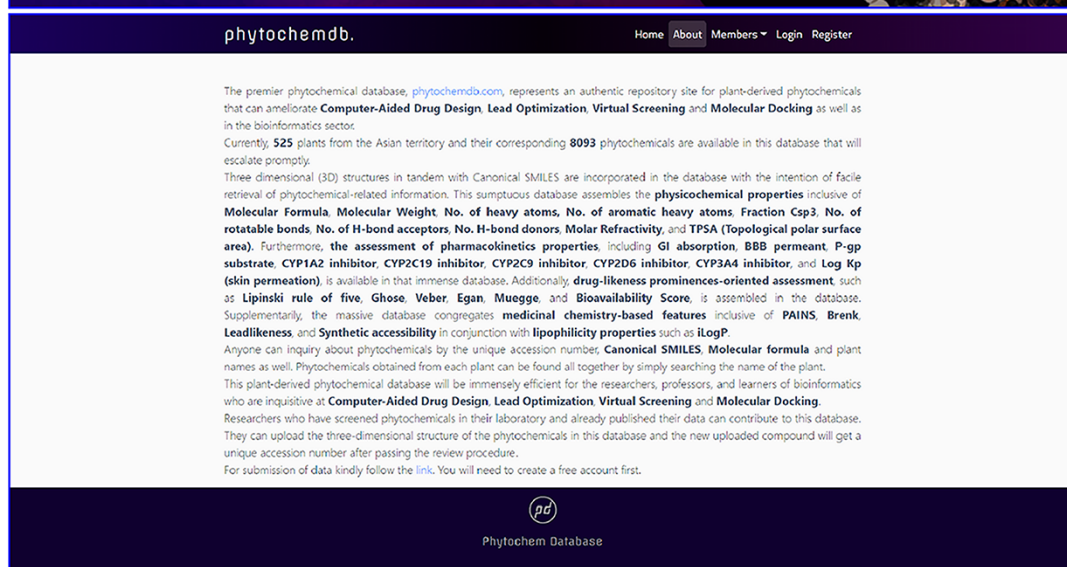 phytochemdb.
Home About Members Login Register
The premier phytochemical database, phytochemdb.com, represents an authentic repository site for plant-derived phytochemicals
that can ameliorate Computer-Aided Drug Design, Lead Optimization, Virtual Screening and Molecular Docking as well as
in the bioinformatics sector.
Currently, 525 plants from the Asian territory and their corresponding 8093 phytochemicals are available in this database that will
escalate promptly.
Three dimensional (3D) structures in tandem with Canonical SMILES are incorporated in the database with the intention of facile
retrieval of phytochemical-related information. This sumptuous database assembles the physicochemical properties inclusive of
Molecular Formula, Molecular Weight, No. of heavy atoms, No. of aromatic heavy atoms, Fraction Csp3, No. of
rotatable bonds, No. of H-bond acceptors, No. H-bond donors, Molar Refractivity, and TPSA (Topological polar surface
area). Furthermore, the assessment of pharmacokinetics properties, including GI absorption, BBB permeant, P-gp
substrate, CYP1A2 inhibitor, CYP2C19 inhibitor, CYP2C9 inhibitor, CYP2D6 inhibitor, CYP3A4 inhibitor, and Log Kp
(skin permeation), is available in that immense database. Additionally, drug-likeness prominences-oriented assessment, such
as Lipinski rule of five, Ghose, Veber, Egan, Muegge, and Bioavailability Score, is assembled in the database.
Supplementarily, the massive database congregates medicinal chemistry-based features inclusive of PAINS, Brenk,
Leadlikeness, and Synthetic accessibility in conjunction with lipophilicity properties such as iLogP.
Anyone can inquiry about phytochemicals by the unique accession number, Canonical SMILES, Molecular formula and plant
names as well. Phytochemicals obtained from each plant can be found all together by simply searching the name of the plant.
This plant-derived phytochemical database will be immensely efficient for the researchers, professors, and learners of bioinformatics
who are inquisitive at Computer-Aided Drug Design, Lead Optimization, Virtual Screening and Molecular Docking.
Researchers who have screened phytochemicals in their laboratory and already published their data can contribute to this database.
They can upload the three-dimensional structure of the phytochemicals in this database and the new uploaded compound will get a
unique accession number after passing the review procedure.
For submission of data kindly follow the link. You will need to create a free account first.
pd
Phytochem Database